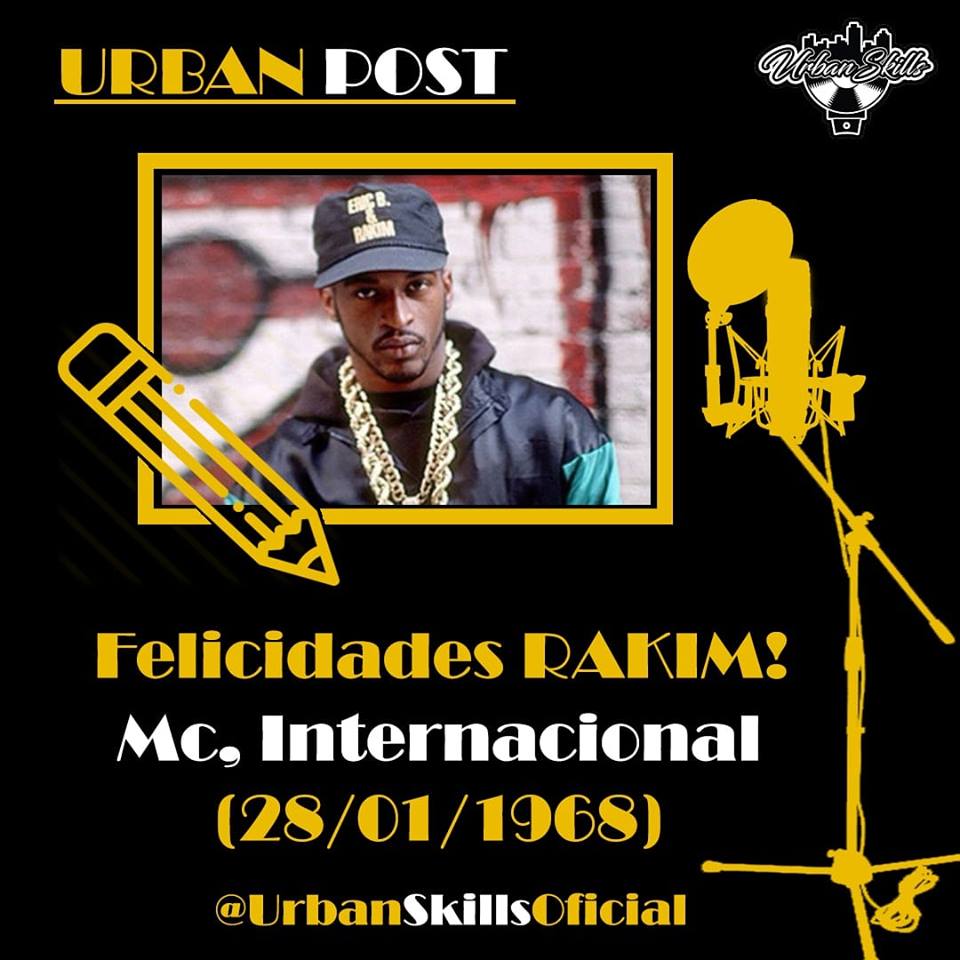 URBAN POST
Urban Skills
ERIC B.
&
RAKIM
Felicidades RAKIM!
Mc, Internacional
(28/01/1968)
@UrbanSkillsOficial